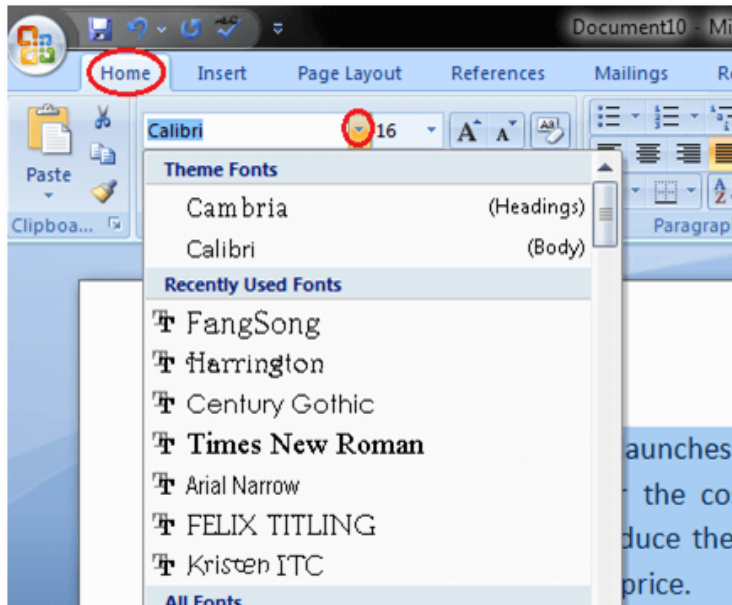 Document10 - Mi
Home Insert Page Layout References Mailings R
Calibri 16
Paste
Clipboa...
Paragrap
Theme Fonts
Cambria (Headings)
Calibri (Body)
Recently Used Fonts
FangSong
Harrington
Century Gothic
Times New Roman
Arial Narrow
FELIX TITLING
Kristen ITC
All Fonts
aunches
r the co
duce the
price.